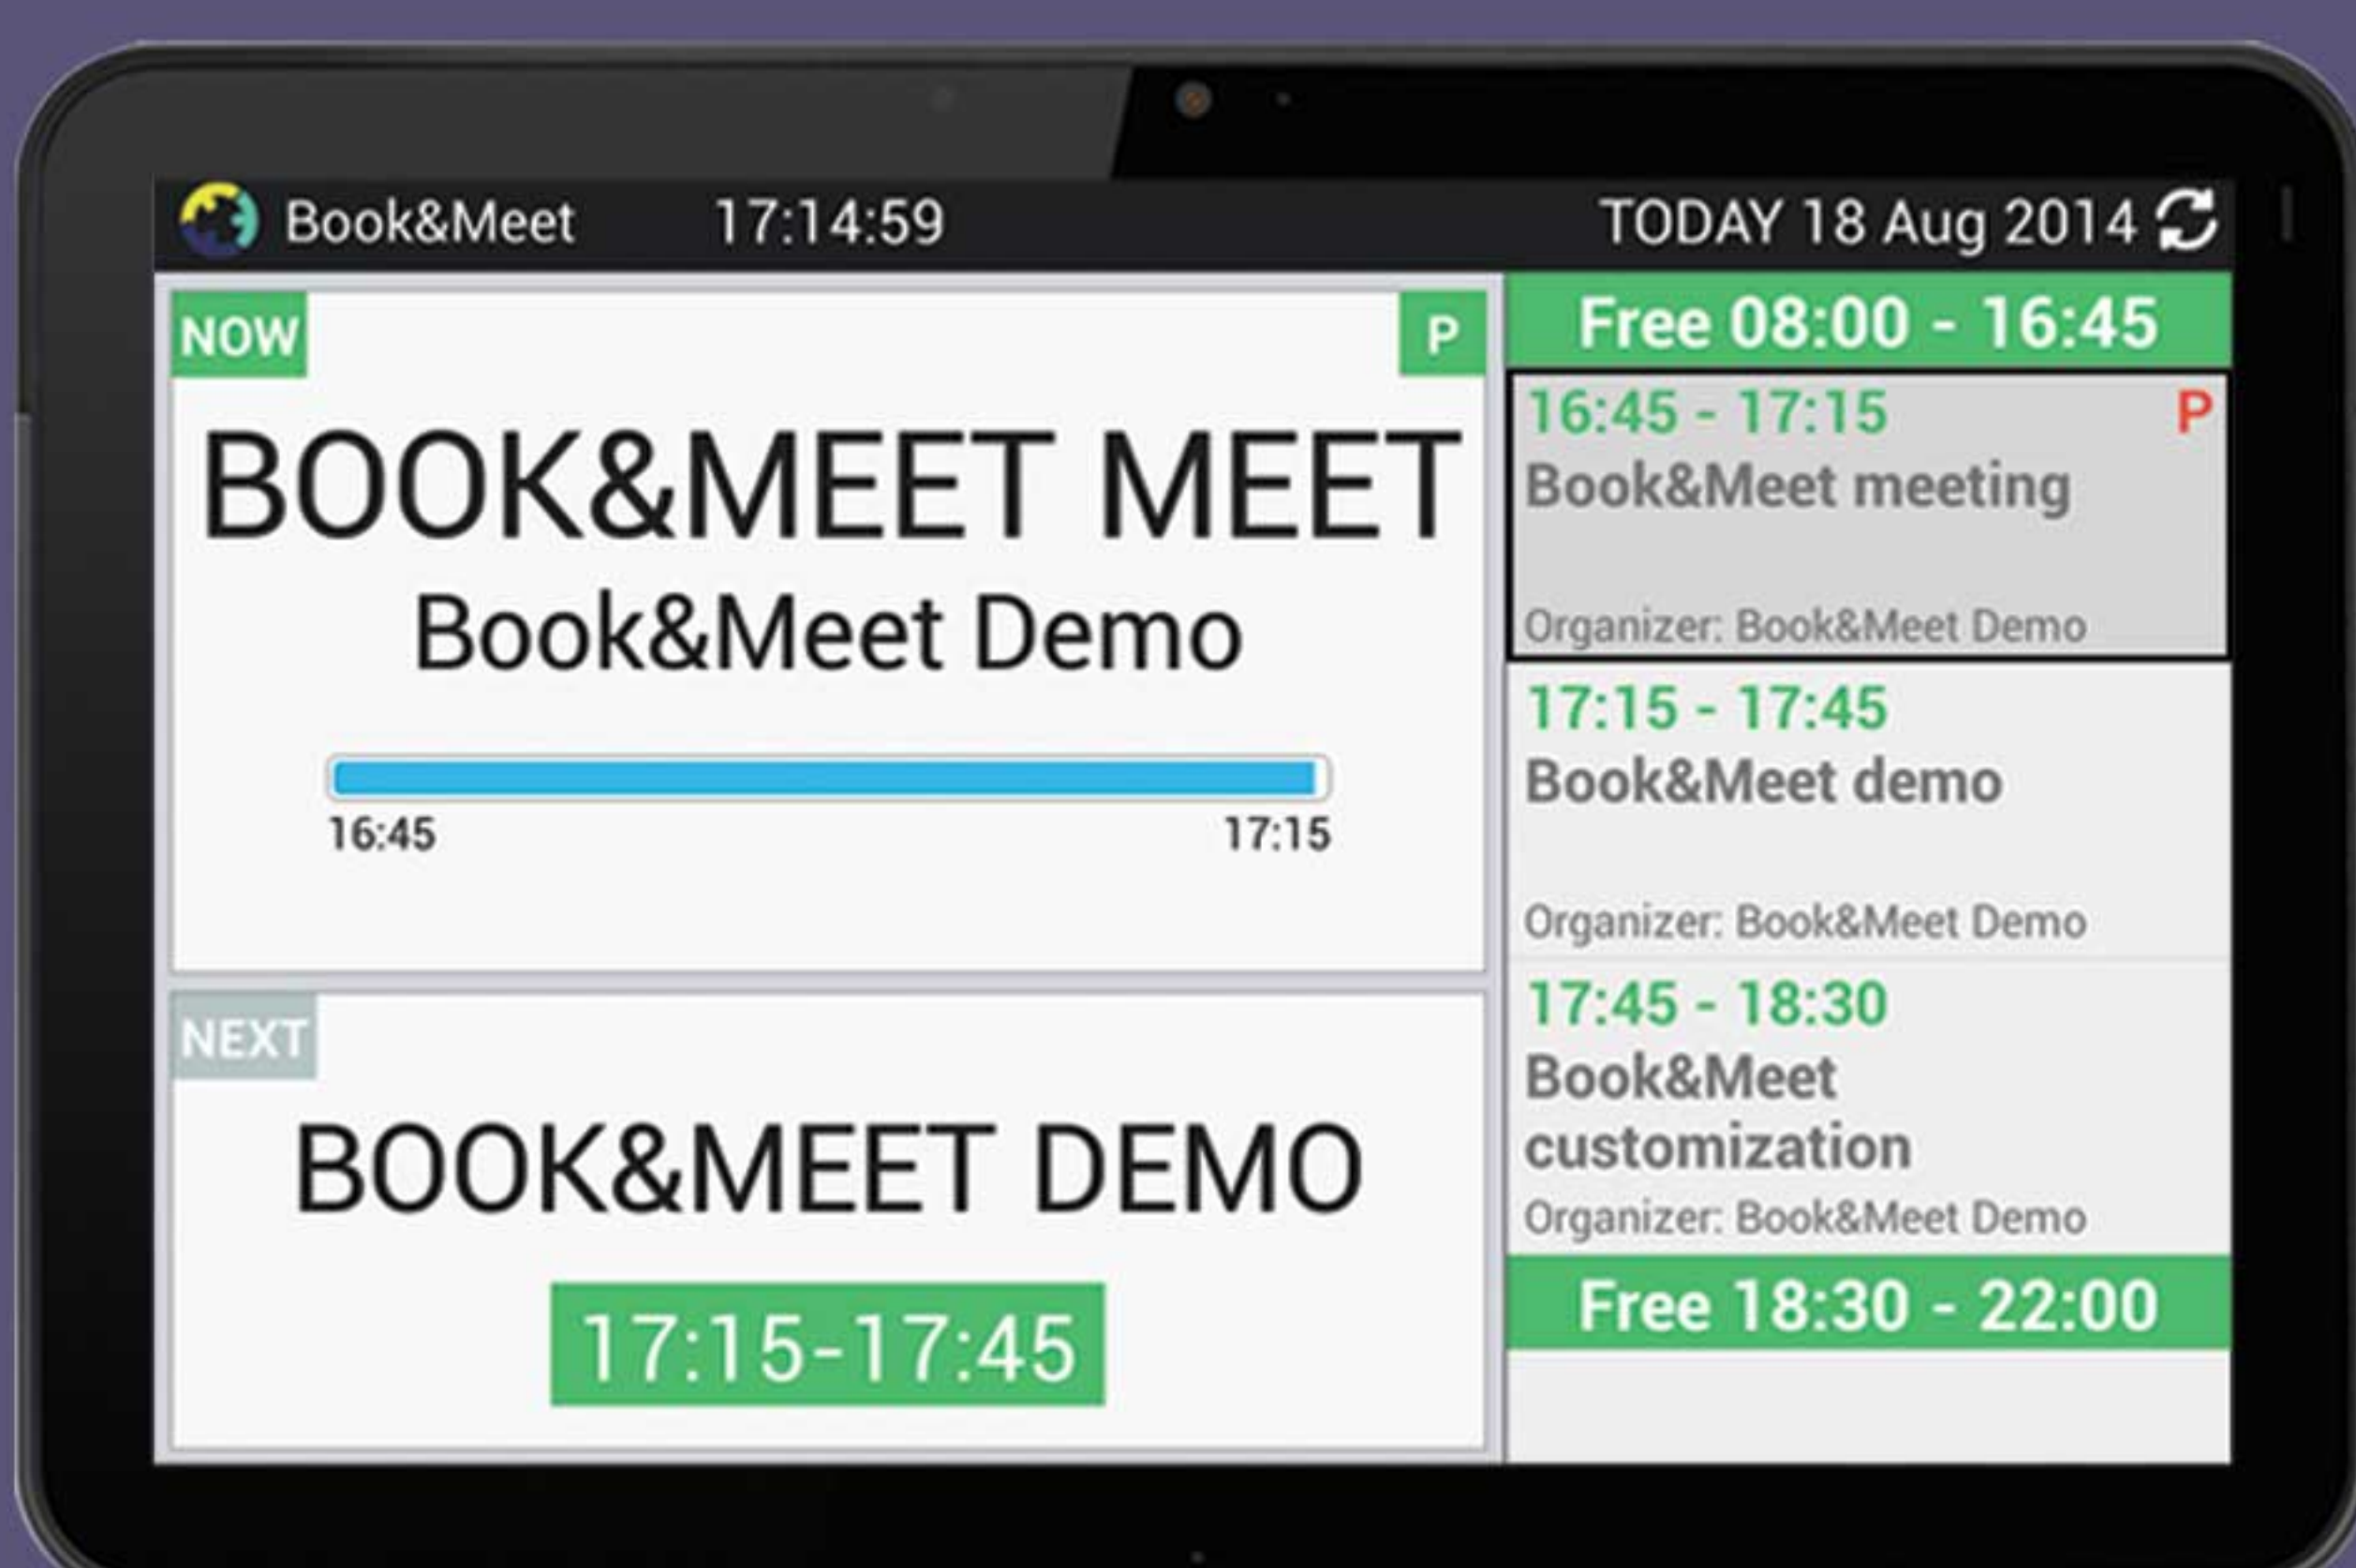 Book&Meet 17:14:59 TODAY 18 Aug 2014
NOW P
BOOK&MEET MEET
Book&Meet Demo
16:45 17:15
NEXT
BOOK&MEET DEMO
17:15-17:45
Free 08:00 - 16:45
16:45 - 17:15 P
Book&Meet meeting
Organizer: Book&Meet Demo
17:15 - 17:45
Book&Meet demo
Organizer: Book&Meet Demo
17:45 - 18:30
Book&Meet
customization
Organizer: Book&Meet Demo
Free 18:30 - 22:00